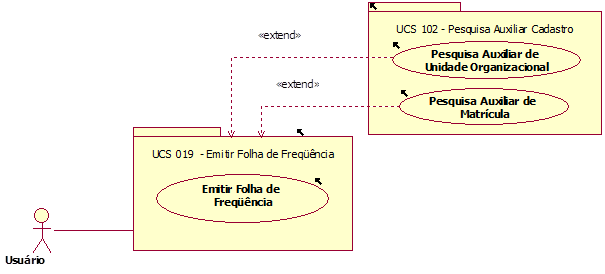 UCS 102 - Pesquisa Auxiliar Cadastro
«extend»
Pesquisa Auxiliar de
Unidade Organizacional
«extend»
Pesquisa Auxiliar de
Matrícula
UCS 019 - Emitir Folha de Freqüência
Emitir Folha de
Freqüência
Usuário